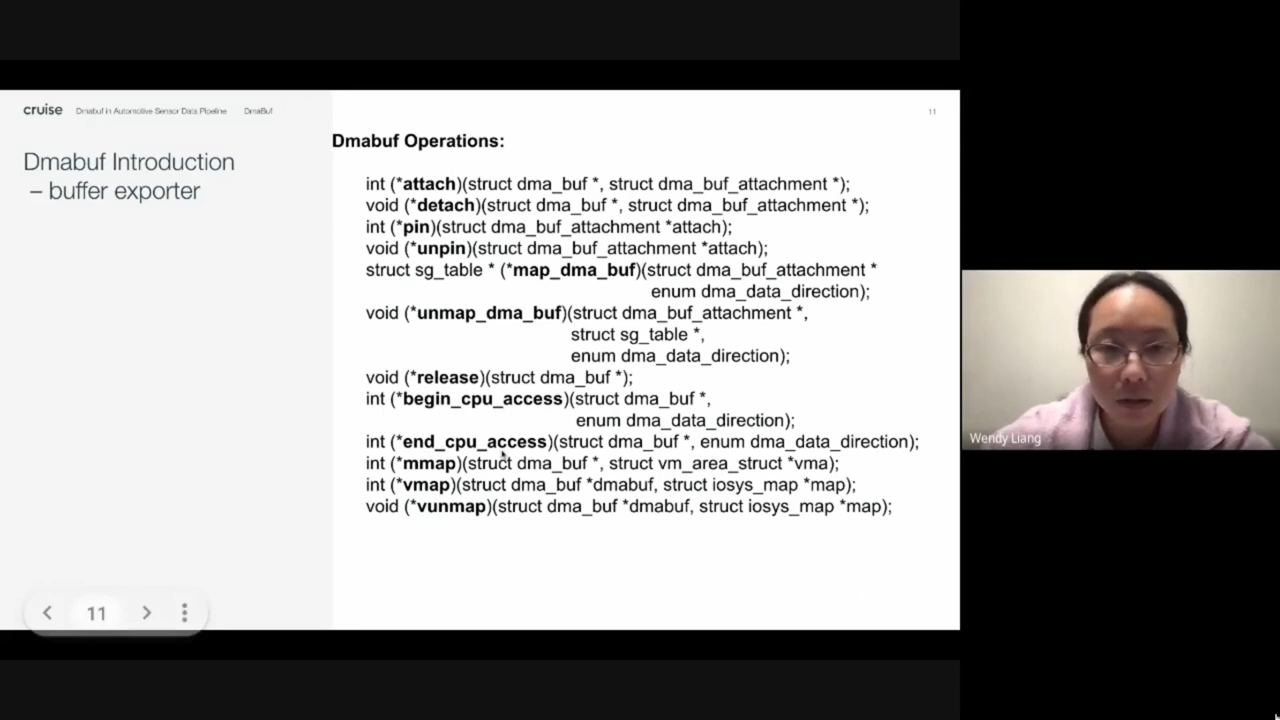 cruise Dmabuf in Automotive Sensor Data Pipeline DmaBuf 11
Dmabuf Introduction
– buffer exporter
Dmabuf Operations:
int (*attach)(struct dma_buf *, struct dma_buf_attachment *);
void (*detach)(struct dma_buf *, struct dma_buf_attachment *);
int (*pin)(struct dma_buf_attachment *attach);
void (*unpin)(struct dma_buf_attachment *attach);
struct sg_table * (*map_dma_buf)(struct dma_buf_attachment *
enum dma_data_direction);
void (*unmap_dma_buf)(struct dma_buf_attachment *,
struct sg_table *,
enum dma_data_direction);
void (*release)(struct dma_buf *);
int (*begin_cpu_access)(struct dma_buf *,
enum dma_data_direction);
int (*end_cpu_access)(struct dma_buf *, enum dma_data_direction);
int (*mmap)(struct dma_buf *, struct vm_area_struct *vma);
int (*vmap)(struct dma_buf *dmabuf, struct iosys_map *map);
void (*vunmap)(struct dma_buf *dmabuf, struct iosys_map *map);
11
Wendy Liang